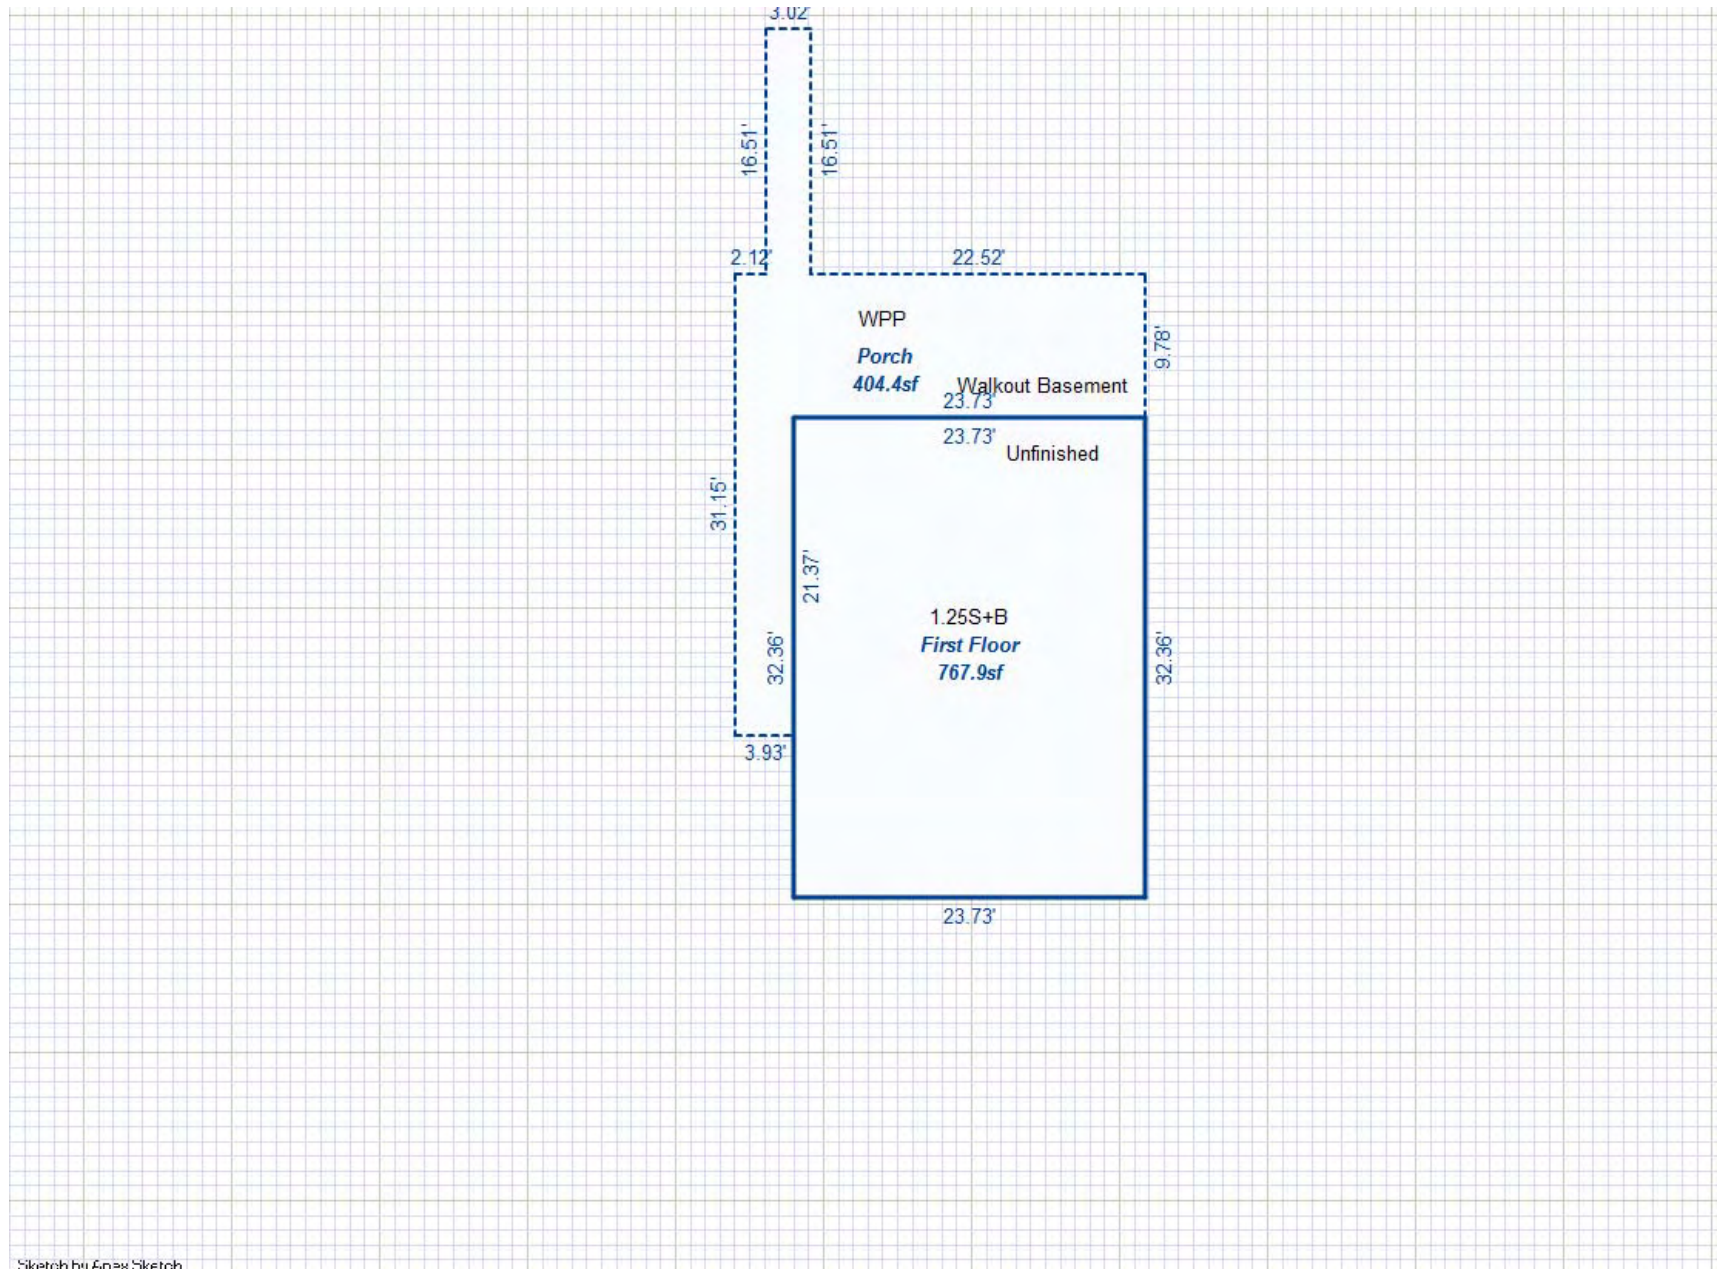 3.02'
16.51'
16.51'
2.12'
22.52'
WPP
9.78'
Porch
404.4sf
Walkout Basement
23.73'
23.73'
Unfinished
31.15'
21.37'
1.25S+B
First Floor
32.36'
32.36'
767.9sf
3.93'
23.73'
Sketch by Apex Sketch